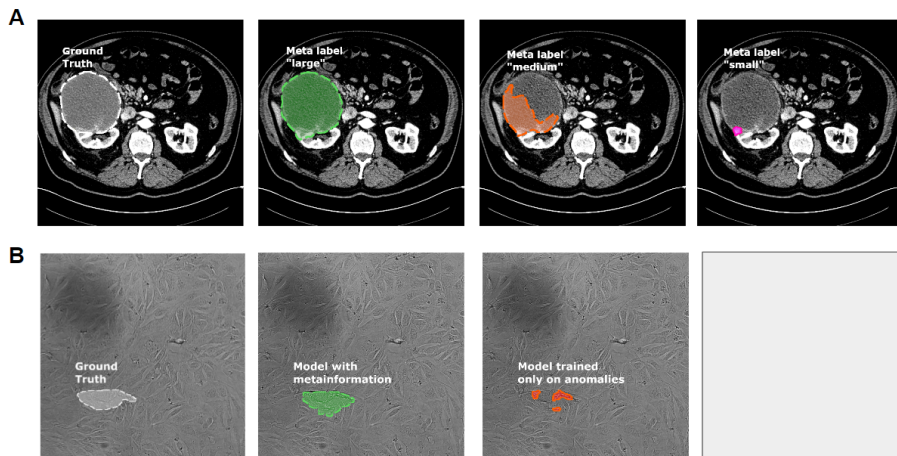 A
Ground
Truth
Meta label
"large"
Meta label
"medium"
Meta label
"small"
B
Ground
Truth
Model with
metainformation
Model trained
only on anomalies